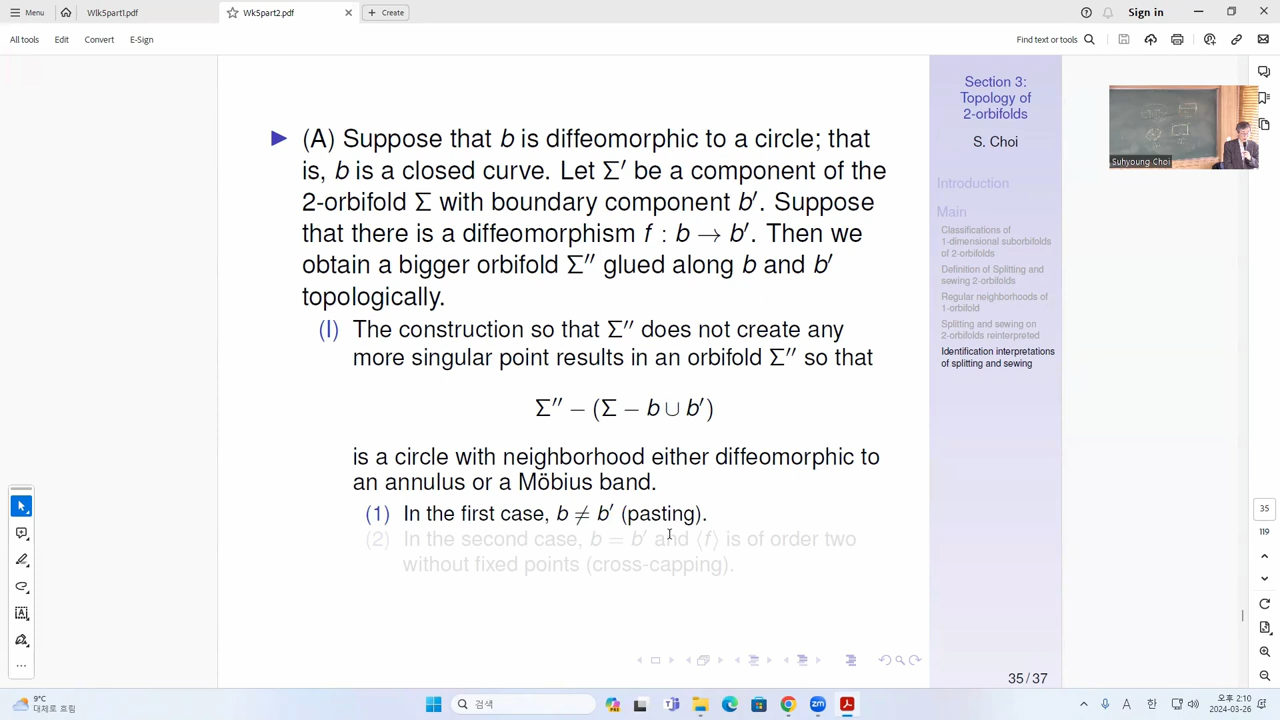 Menu
Wk5part1.pdf
Wk5part2.pdf
Create
Sign in
All tools
Edit
Convert
E-Sign
Find text or tools
Section 3:
Topology of
2-orbifolds
S. Choi
Introduction
Main
Classifications of
1-dimensional suborbifolds
of 2-orbifolds
Definition of Splitting and
sewing 2-orbifolds
Regular neighborhoods of
1-orbifold
Splitting and sewing on
2-orbifolds reinterpreted
Identification interpretations
of splitting and sewing
(A) Suppose that b is diffeomorphic to a circle; that
is, b is a closed curve. Let Σ′ be a component of the
2-orbifold Σ with boundary component b′. Suppose
that there is a diffeomorphism f : b → b′. Then we
obtain a bigger orbifold Σ′′ glued along b and b′
topologically.
(I) The construction so that Σ′′ does not create any
more singular point results in an orbifold Σ′′ so that
Σ′′ − (Σ − b ∪ b′)
is a circle with neighborhood either diffeomorphic to
an annulus or a Möbius band.
(1) In the first case, b ≠ b′ (pasting).
(2) In the second case, b = b′ and ⟨f⟩ is of order two
without fixed points (cross-capping).
35 / 37
Suhyoung Choi
35
119
9°C
대체로 흐림
검색
A
한
오후 2:10
2024-03-26